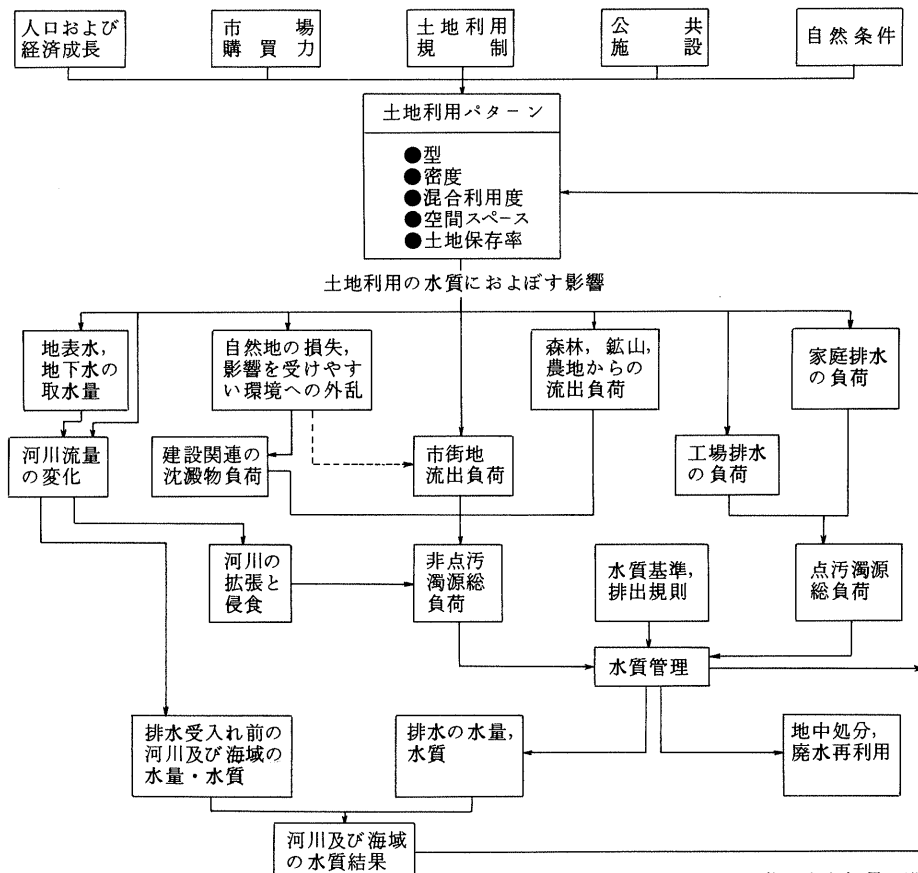 人口および
経済成長
市場
購買力
土地利用
規制
公共
施設
自然条件
土地利用パターン
●型
●密度
●混合利用度
●空間スペース
●土地保存率
土地利用の水質におよぼす影響
地表水,
地下水の
取水量
自然地の損失,
影響を受けやす
い環境への外乱
森林, 鉱山,
農地からの
流出負荷
家庭排水
の負荷
河川流量
の変化
建設関連の
沈澱物負荷
市街地
流出負荷
工場排水
の負荷
河川の
拡張と
侵食
非点汚
濁源総
負荷
水質基準,
排出規則
点汚濁源
総負荷
水質管理
排水受入れ前の
河川及び海域の
水量・水質
排水の水量,
水質
地中処分,
廃水再利用
河川及び海域
の水質結果